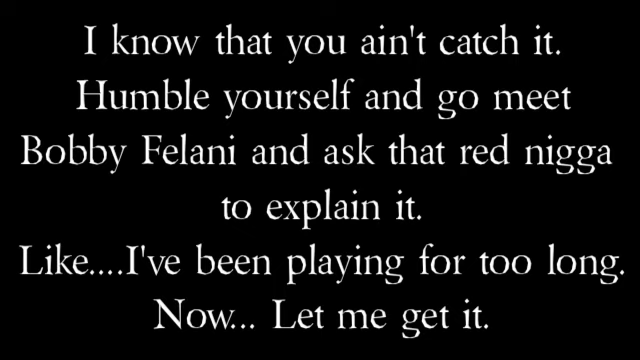 I know that you ain't catch it.
Humble yourself and go meet
Bobby Felani and ask that red nigga
to explain it.
Like....I've been playing for too long.
Now... Let me get it.